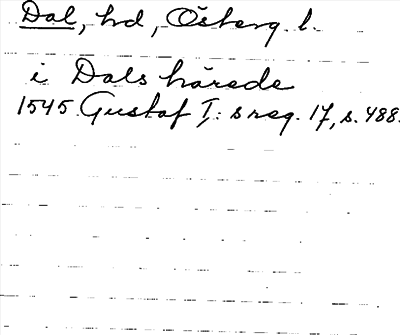 Dal, hd, Österg. l.
i Dals härede
1545 Gustaf I:s reg. 17, s. 488.